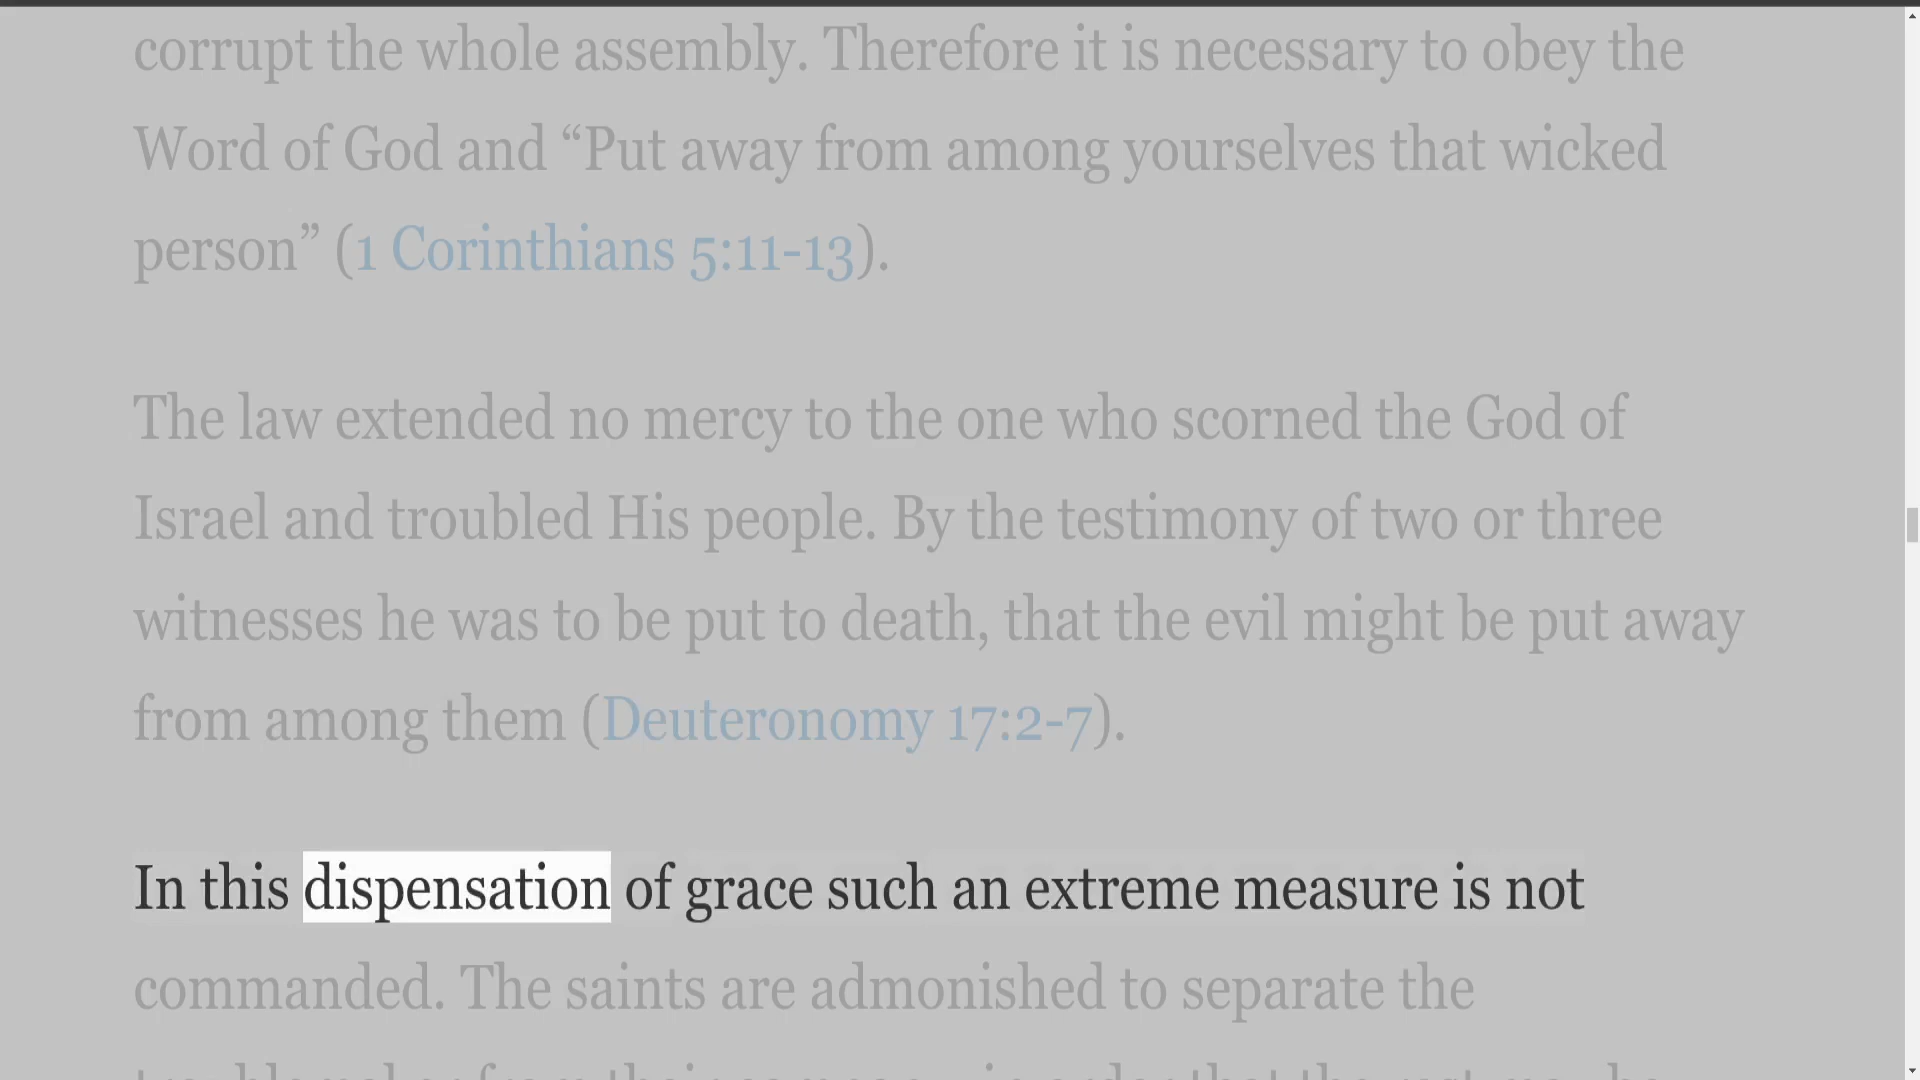 corrupt the whole assembly. Therefore it is necessary to obey the
Word of God and “Put away from among yourselves that wicked
person” (1 Corinthians 5:11-13).
The law extended no mercy to the one who scorned the God of
Israel and troubled His people. By the testimony of two or three
witnesses he was to be put to death, that the evil might be put away
from among them (Deuteronomy 17:2-7).
In this dispensation of grace such an extreme measure is not
commanded. The saints are admonished to separate the